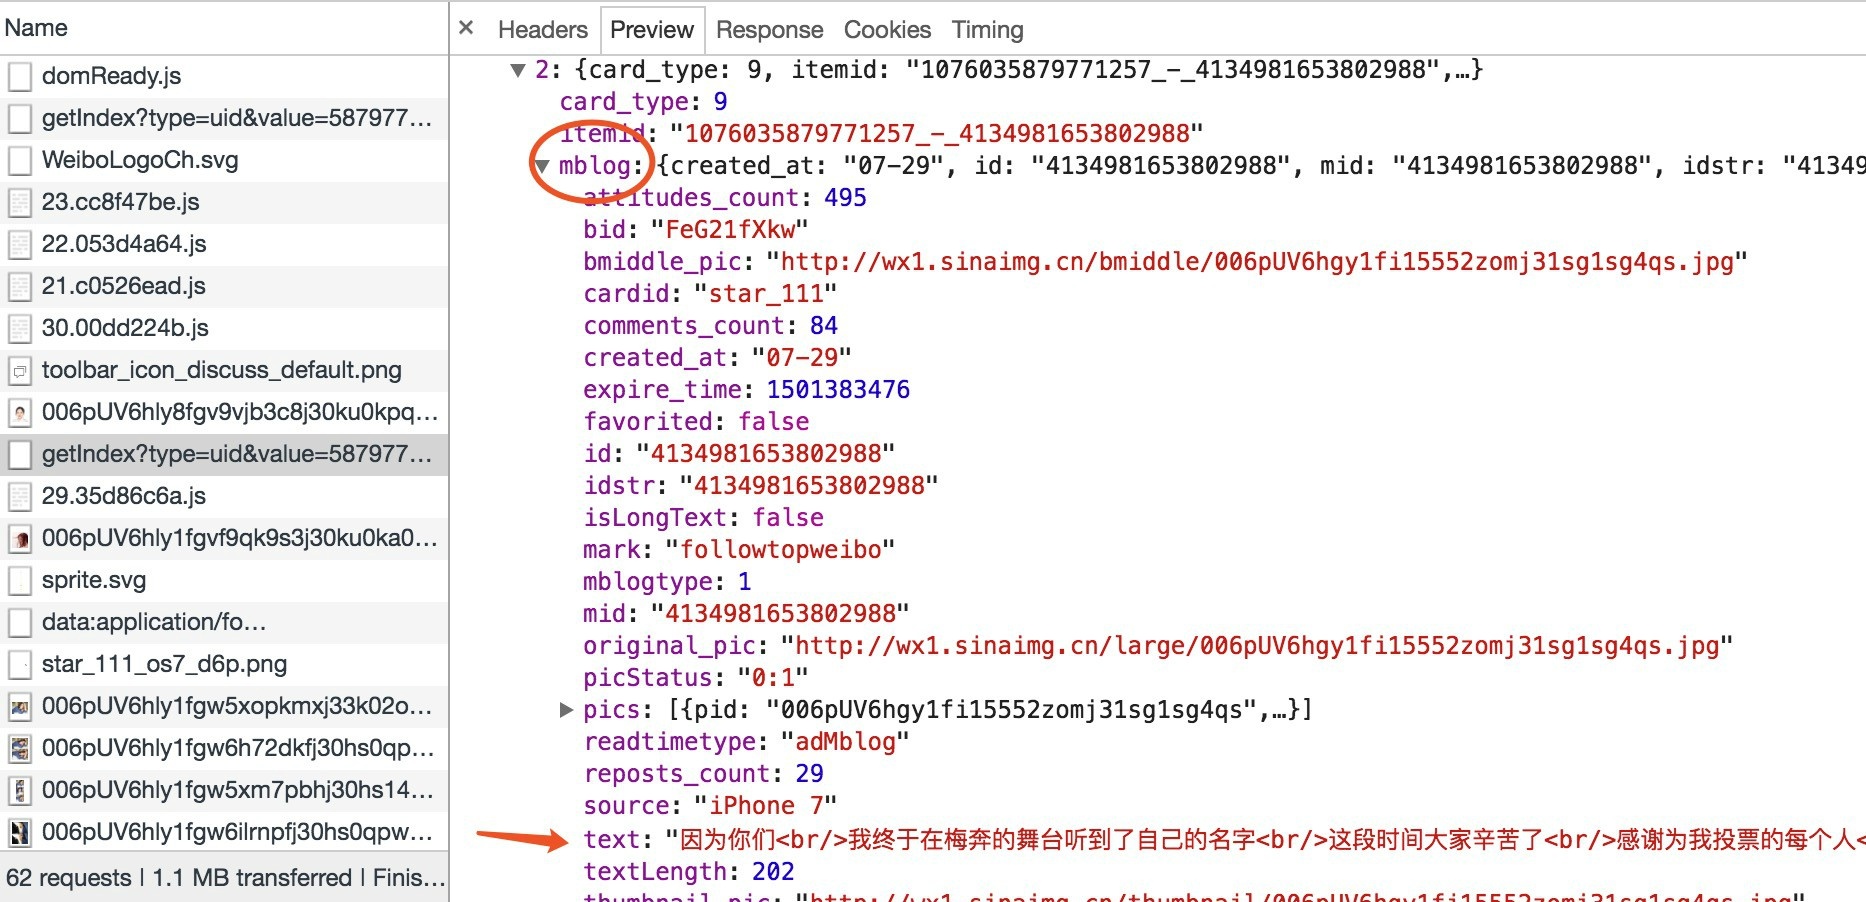 Name
domReady.js
getIndex?type=uid&value=587977...
WeiboLogoCh.svg
23.cc8f47be.js
22.053d4a64.js
21.c0526ead.js
30.00dd224b.js
toolbar_icon_discuss_default.png
006pUV6hly8fgv9vjb3c8j30ku0kpq...
getIndex?type=uid&value=587977...
29.35d86c6a.js
006pUV6hly1fgvf9qk9s3j30ku0ka0...
sprite.svg
data:application/fo...
star_111_os7_d6p.png
006pUV6hly1fgw5xopkmxj33k02o...
006pUV6hly1fgw6h72dkfj30hs0qp...
006pUV6hly1fgw5xm7pbhj30hs14...
006pUV6hly1fgw6ilrnpfj30hs0qpw...
62 requests | 1.1 MB transferred | Finis...
× Headers Preview Response Cookies Timing
▼ 2: {card_type: 9, itemid: "1076035879771257_-_4134981653802988",…}
card_type: 9
itemid: "1076035879771257_-_4134981653802988"
▼ mblog: {created_at: "07-29", id: "4134981653802988", mid: "4134981653802988", idstr: "41349
attitudes_count: 495
bid: "FeG21fXkw"
bmiddle_pic: "http://wx1.sinaimg.cn/bmiddle/006pUV6hgy1fi15552zomj31sg1sg4qs.jpg"
cardid: "star_111"
comments_count: 84
created_at: "07-29"
expire_time: 1501383476
favorited: false
id: "4134981653802988"
idstr: "4134981653802988"
isLongText: false
mark: "followtopweibo"
mblogtype: 1
mid: "4134981653802988"
original_pic: "http://wx1.sinaimg.cn/large/006pUV6hgy1fi15552zomj31sg1sg4qs.jpg"
picStatus: "0:1"
▶ pics: [{pid: "006pUV6hgy1fi15552zomj31sg1sg4qs",…}]
readtimetype: "adMblog"
reposts_count: 29
source: "iPhone 7"
text: "因为你们<br/>我终于在梅奔的舞台听到了自己的名字<br/>这段时间大家辛苦了<br/>感谢为我投票的每个人<
textLength: 202
thumbnail_pic: "http://wx1.sinaimg.cn/thumbnail/006pUV6hgy1fi15552zomj31sg1sg4qs.jpg"